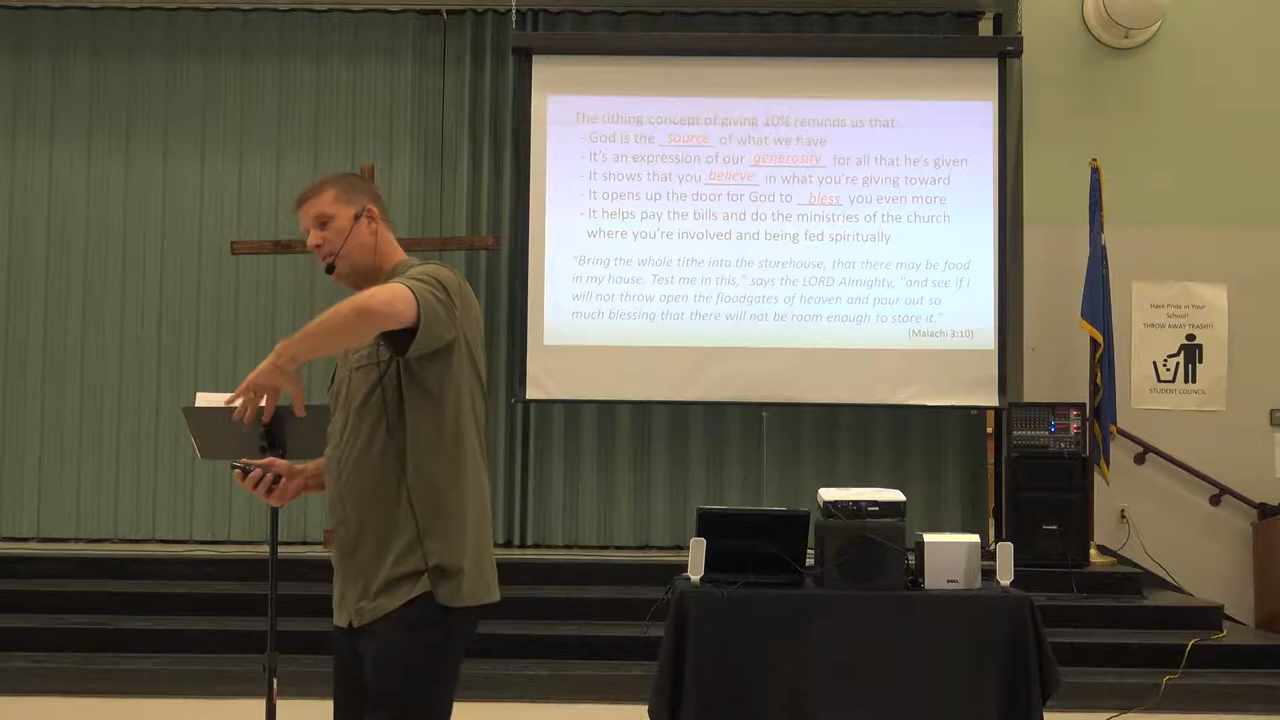 The tithing concept of giving 10% reminds us that
- God is the source of what we have
- It's an expression of our generosity for all that he's given
- It shows that you believe in what you're giving toward
- It opens up the door for God to bless you even more
- It helps pay the bills and do the ministries of the church
where you're involved and being fed spiritually
"Bring the whole tithe into the storehouse, that there may be food
in my house. Test me in this," says the LORD Almighty, "and see if I
will not throw open the floodgates of heaven and pour out so
much blessing that there will not be room enough to store it."
(Malachi 3:10)
Have Pride in Your
School!
THROW AWAY TRASH!!
STUDENT COUNCIL
DELL